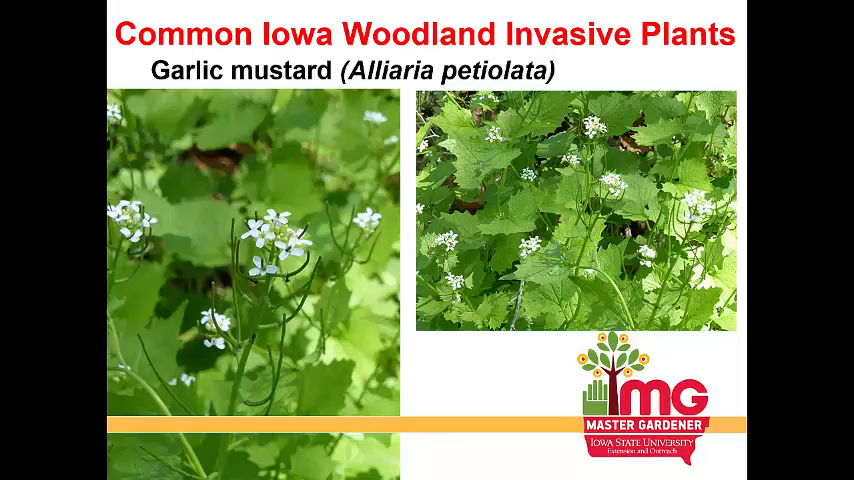 Common Iowa Woodland Invasive Plants
Garlic mustard (Alliaria petiolata)
MG
MASTER GARDENER
IOWA STATE UNIVERSITY
Extension and Outreach